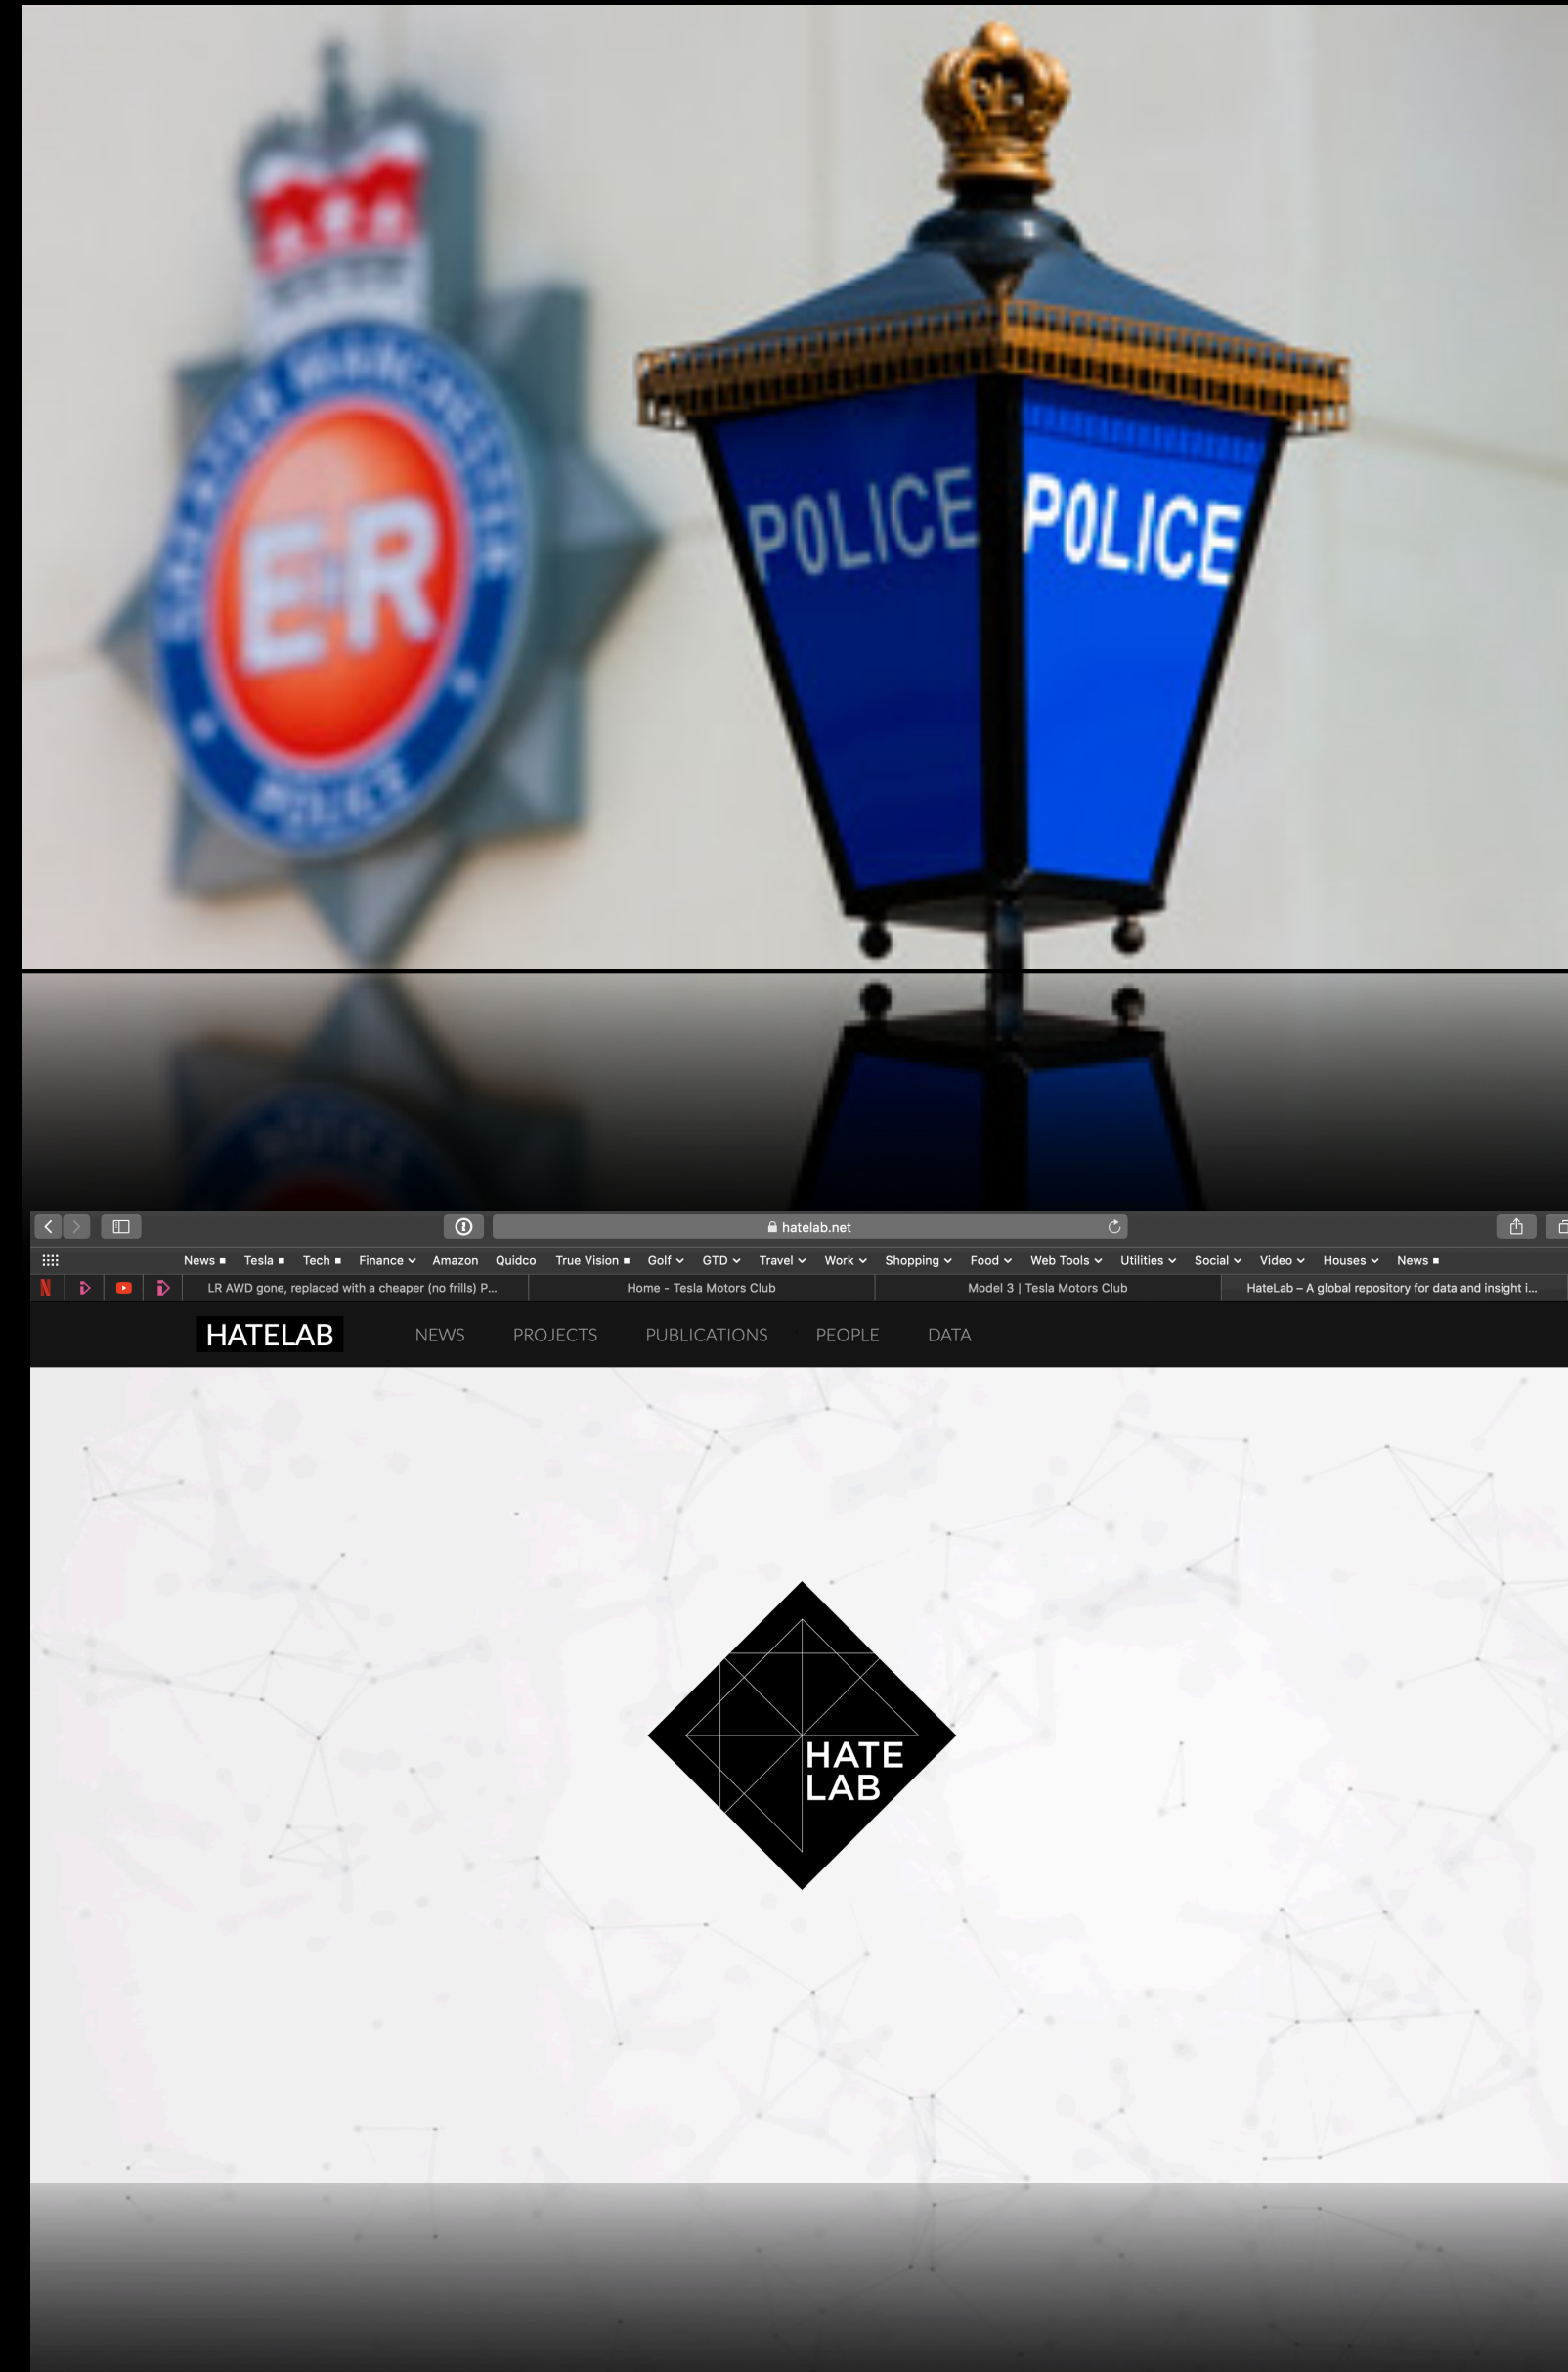 GREATER MANCHESTER
E R
POLICE
POLICE POLICE
hatelab.net
News Tesla Tech Finance Amazon Quidco True Vision Golf GTD Travel Work Shopping Food Web Tools Utilities Social Video Houses News
LR AWD gone, replaced with a cheaper (no frills) P... Home - Tesla Motors Club Model 3 | Tesla Motors Club HateLab – A global repository for data and insight i...
HATELAB NEWS PROJECTS PUBLICATIONS PEOPLE DATA
HATE
LAB